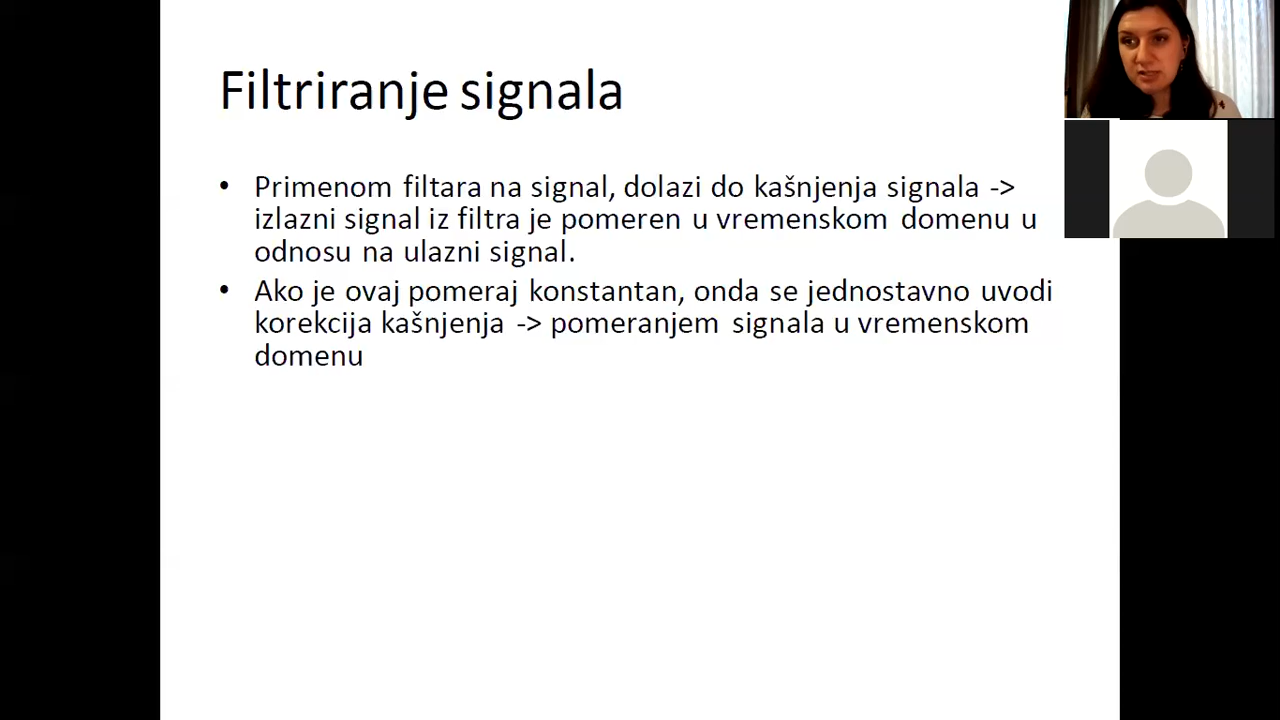 Filtriranje signala
• Primenom filtara na signal, dolazi do kašnjenja signala ->
izlazni signal iz filtra je pomeren u vremenskom domenu u
odnosu na ulazni signal.
• Ako je ovaj pomeraj konstantan, onda se jednostavno uvodi
korekcija kašnjenja -> pomeranjem signala u vremenskom
domenu